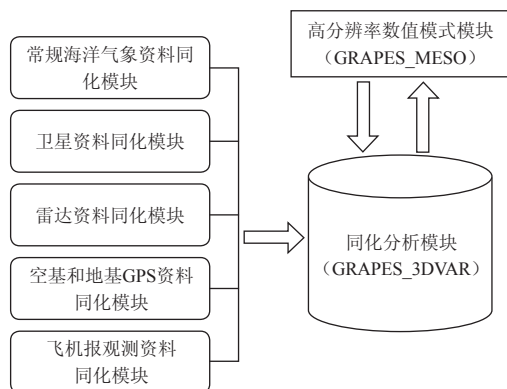 常规海洋气象资料同
化模块
卫星资料同化模块
雷达资料同化模块
空基和地基GPS资料
同化模块
飞机报观测资料
同化模块
高分辨率数值模式模块
（GRAPES_MESO）
同化分析模块
（GRAPES_3DVAR）